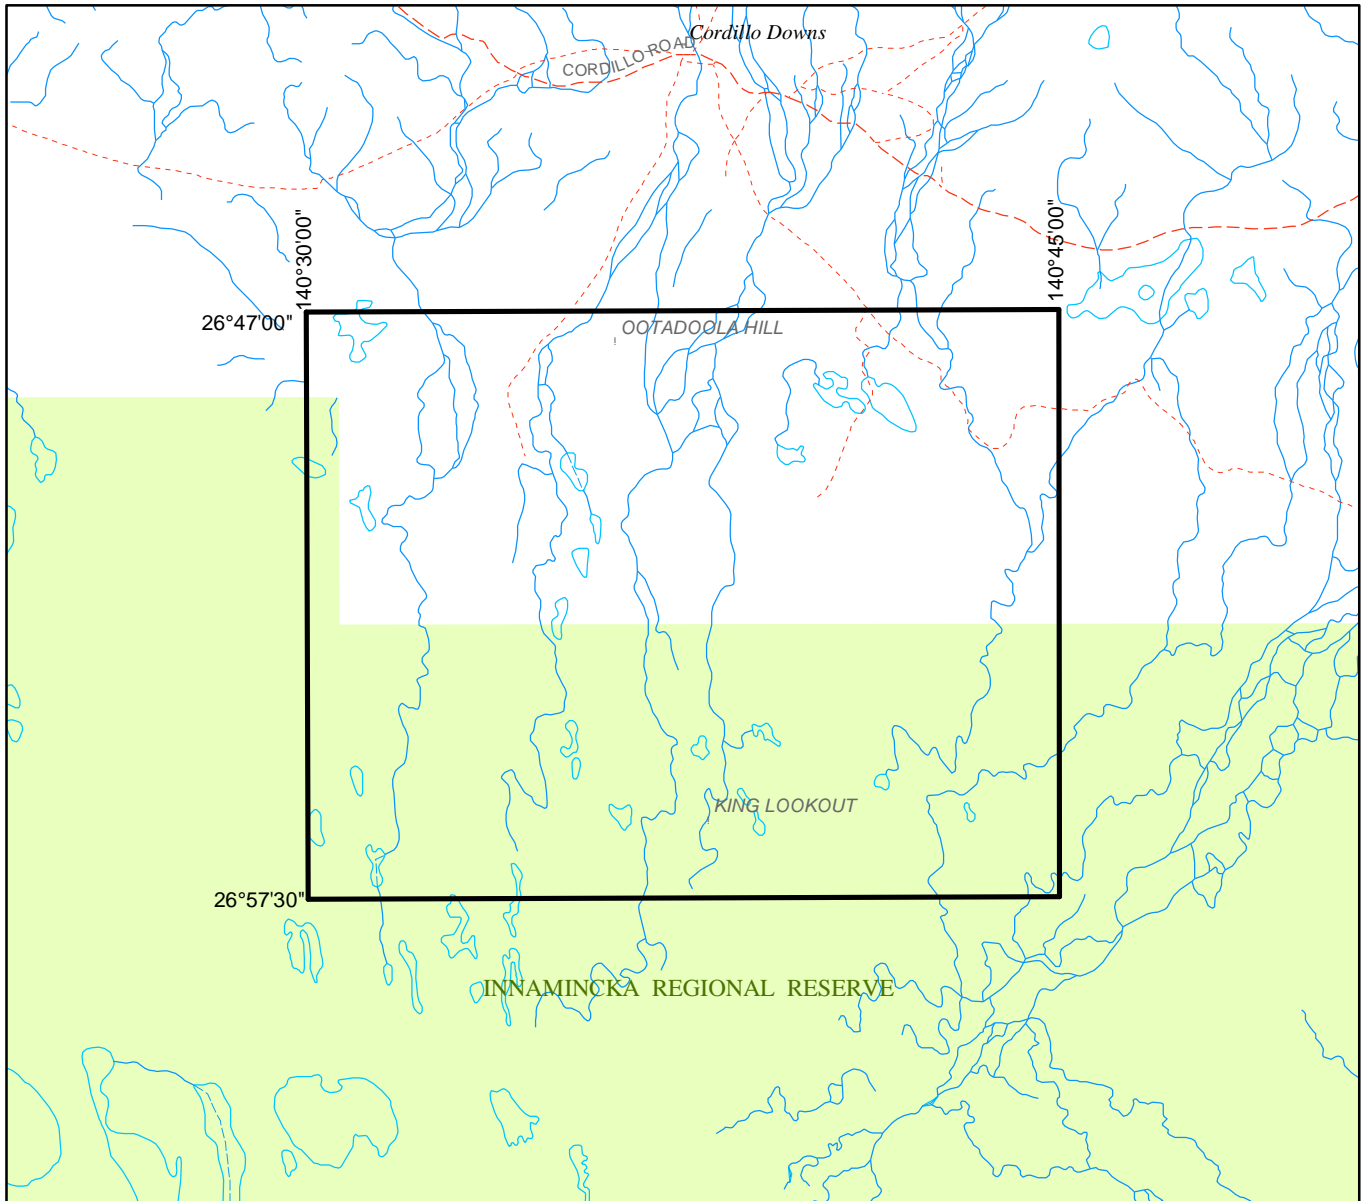 Cordillo Downs
CORDILLO ROAD
140°30'00"
140°45'00"
26°47'00"
OOTADOOLA HILL
KING LOOKOUT
26°57'30"
INNAMINCKA REGIONAL RESERVE